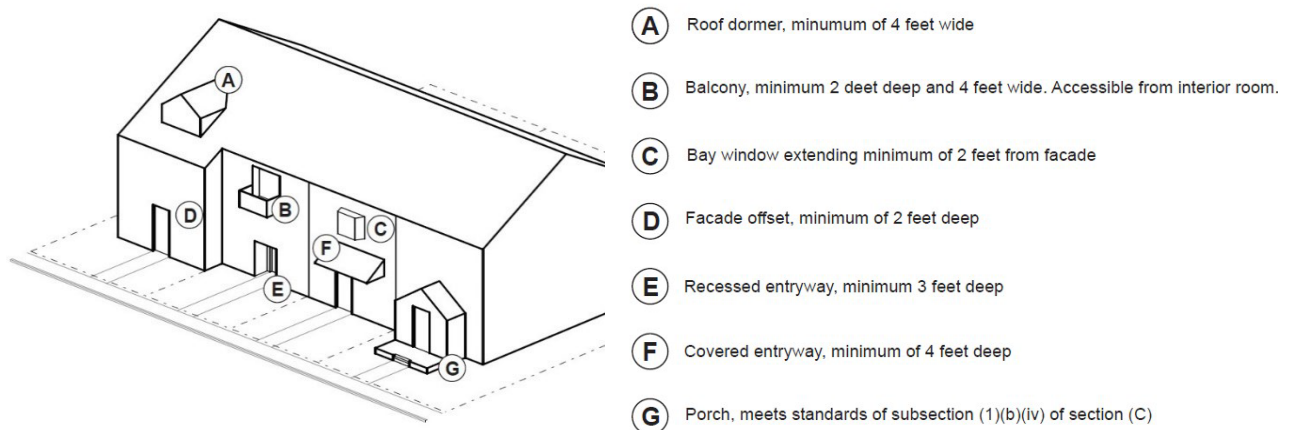 A Roof dormer, minumum of 4 feet wide
B Balcony, minimum 2 deet deep and 4 feet wide. Accessible from interior room.
C Bay window extending minimum of 2 feet from facade
D Facade offset, minimum of 2 feet deep
E Recessed entryway, minimum 3 feet deep
F Covered entryway, minimum of 4 feet deep
G Porch, meets standards of subsection (1)(b)(iv) of section (C)
A
D
B
C
F
E
G